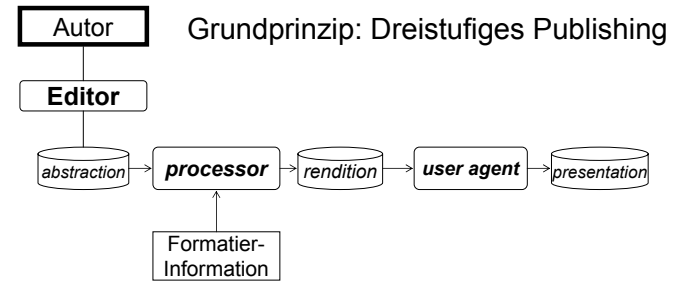 Autor
Grundprinzip: Dreistufiges Publishing
Editor
abstraction
processor
rendition
user agent
presentation
Formatier-
Information